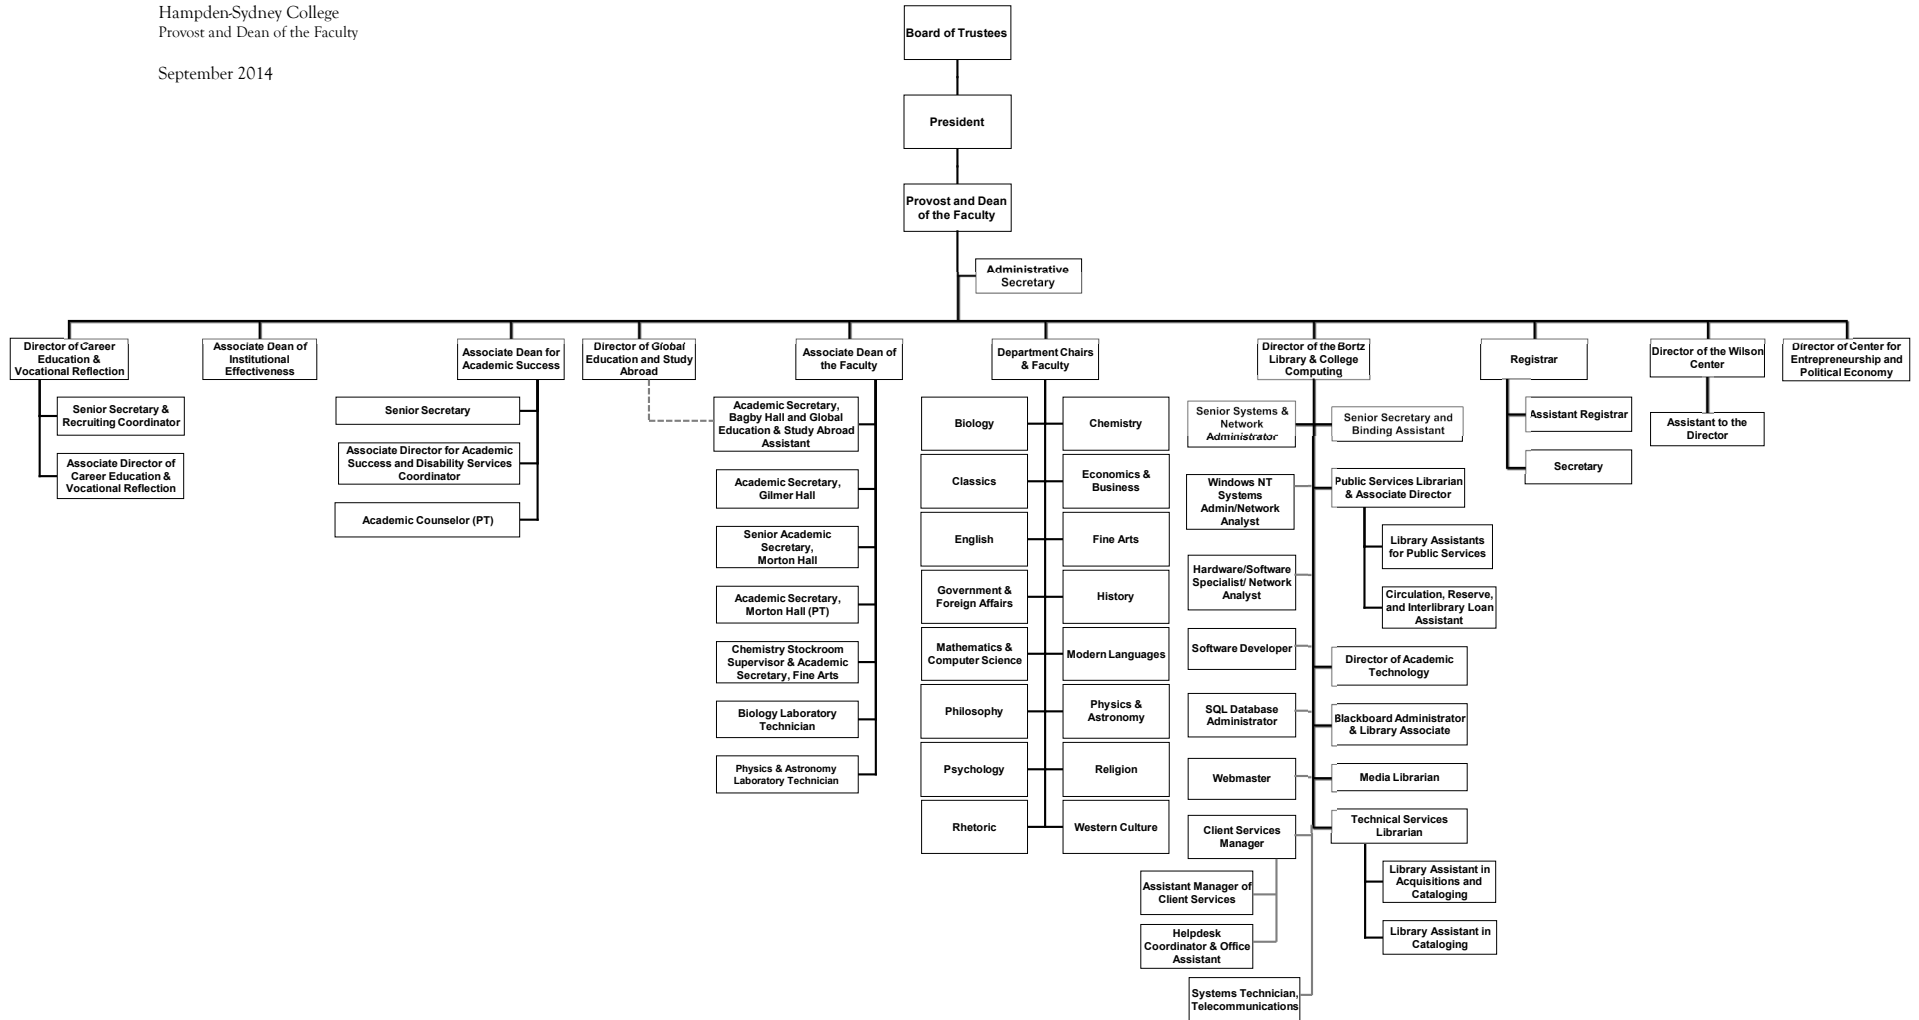 Hampden-Sydney College
Provost and Dean of the Faculty
September 2014
Board of Trustees
President
Provost and Dean
of the Faculty
Administrative
Secretary
Director of Career
Education &
Vocational Reflection
Senior Secretary &
Recruiting Coordinator
Associate Director of
Career Education &
Vocational Reflection
Associate Dean of
Institutional
Effectiveness
Associate Dean for
Academic Success
Senior Secretary
Associate Director for Academic
Success and Disability Services
Coordinator
Academic Counselor (PT)
Director of Global
Education and Study
Abroad
Associate Dean of
the Faculty
Academic Secretary,
Bagby Hall and Global
Education & Study Abroad
Assistant
Academic Secretary,
Gilmer Hall
Senior Academic
Secretary,
Morton Hall
Academic Secretary,
Morton Hall (PT)
Chemistry Stockroom
Supervisor & Academic
Secretary, Fine Arts
Biology Laboratory
Technician
Physics & Astronomy
Laboratory Technician
Department Chairs
& Faculty
Biology
Chemistry
Classics
Economics &
Business
English
Fine Arts
Government &
Foreign Affairs
History
Mathematics &
Computer Science
Modern Languages
Philosophy
Physics &
Astronomy
Psychology
Religion
Rhetoric
Western Culture
Director of the Bortz
Library & College
Computing
Senior Systems &
Network
Administrator
Windows NT
Systems
Admin/Network
Analyst
Hardware/Software
Specialist/ Network
Analyst
Software Developer
SQL Database
Administrator
Webmaster
Client Services
Manager
Assistant Manager of
Client Services
Helpdesk
Coordinator & Office
Assistant
Systems Technician,
Telecommunications
Senior Secretary and
Binding Assistant
Public Services Librarian
& Associate Director
Library Assistants
for Public Services
Circulation, Reserve,
and Interlibrary Loan
Assistant
Director of Academic
Technology
Blackboard Administrator
& Library Associate
Media Librarian
Technical Services
Librarian
Library Assistant in
Acquisitions and
Cataloging
Library Assistant in
Cataloging
Registrar
Assistant Registrar
Secretary
Director of the Wilson
Center
Assistant to the
Director
Director of Center for
Entrepreneurship and
Political Economy